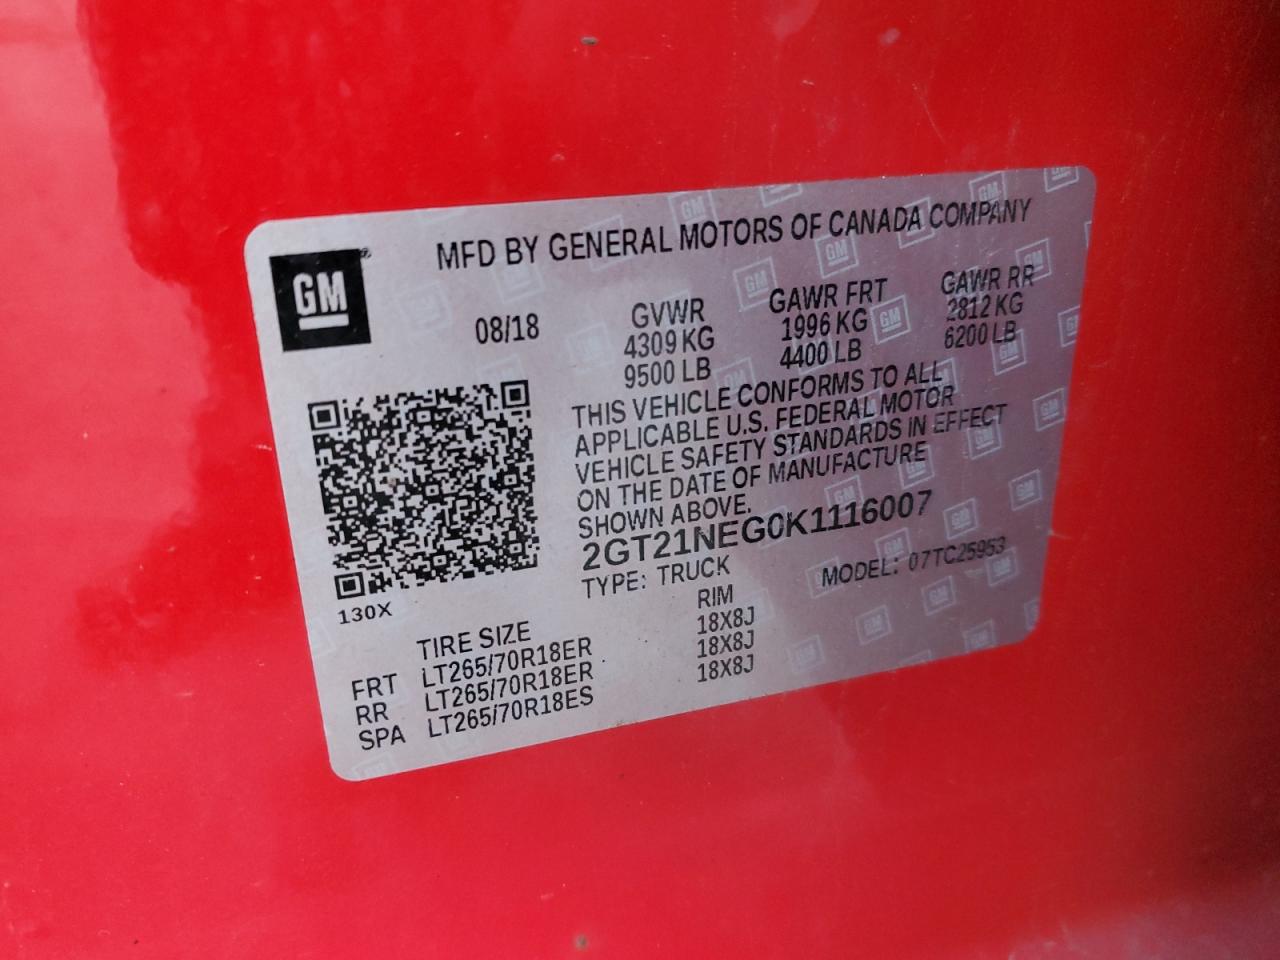 GM
MFD BY GENERAL MOTORS OF CANADA COMPANY
08/18
GVWR GAWR FRT GAWR RR
4309 KG 1996 KG 2812 KG
9500 LB 4400 LB 6200 LB
THIS VEHICLE CONFORMS TO ALL
APPLICABLE U.S. FEDERAL MOTOR
VEHICLE SAFETY STANDARDS IN EFFECT
ON THE DATE OF MANUFACTURE
SHOWN ABOVE.
2GT21NEG0K1116007
TYPE: TRUCK MODEL: 07TC25953
130X
TIRE SIZE RIM
FRT LT265/70R18ER 18X8J
RR LT265/70R18ER 18X8J
SPA LT265/70R18ES 18X8J